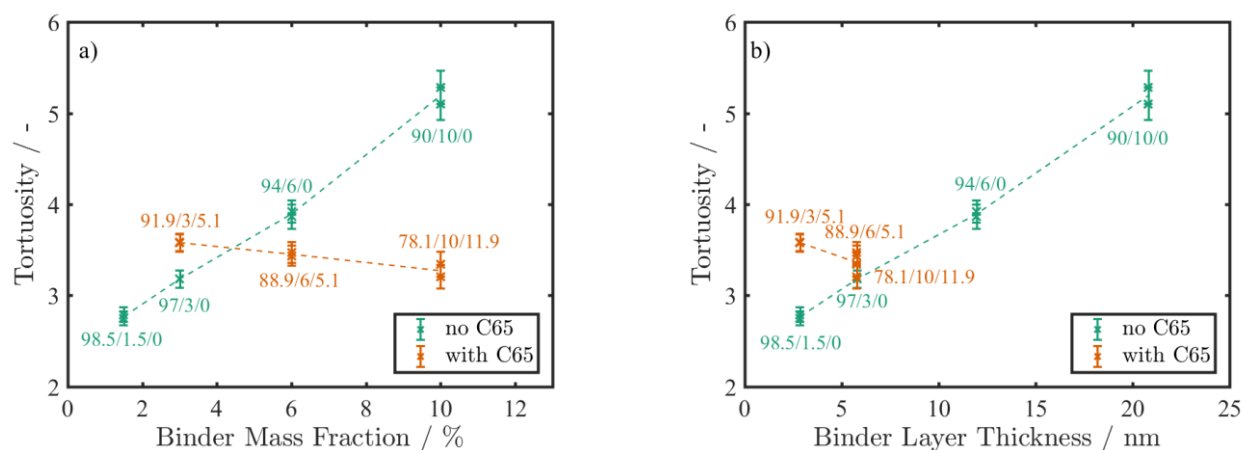 a)
6
5
4
3
2
Tortuosity / -
90/10/0
94/6/0
91.9/3/5.1
78.1/10/11.9
88.9/6/5.1
97/3/0
98.5/1.5/0
no C65
with C65
0 2 4 6 8 10 12
Binder Mass Fraction / %
b)
6
5
4
3
2
Tortuosity / -
90/10/0
94/6/0
91.9/3/5.1
88.9/6/5.1
78.1/10/11.9
97/3/0
98.5/1.5/0
no C65
with C65
0 5 10 15 20 25
Binder Layer Thickness / nm